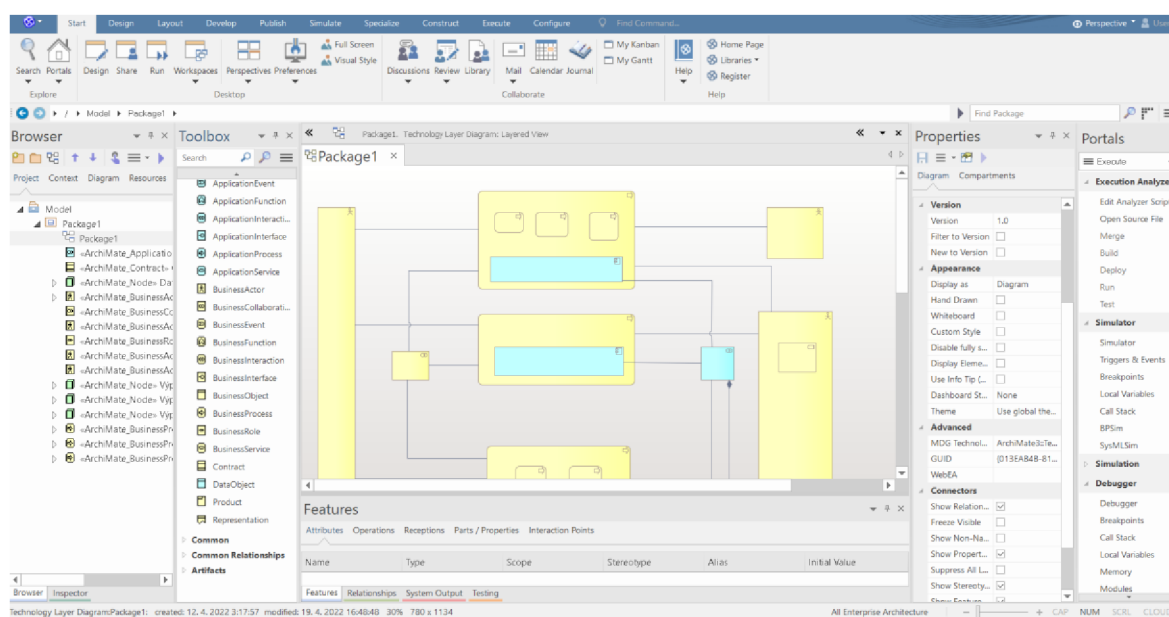 Start Design Layout Develop Publish Simulate Specialize Construct Execute Configure Find Command... Perspective
Full Screen
Visual Style
My Kanban
My Gantt
Home Page
Libraries
Register
Search Portals Design Share Run Workspaces Perspectives Preferences Discussions Review Library Mail Calendar Journal Help
Explore Desktop Collaborate Help
/ Model Package1 Find Package
Browser
Project Context Diagram Resources
Model
Package1
Package1
«ArchiMate_Applicatio
«ArchiMate_Contract»
«ArchiMate_Node» Da
«ArchiMate_BusinessAc
«ArchiMate_BusinessCo
«ArchiMate_BusinessAc
«ArchiMate_BusinessRo
«ArchiMate_BusinessAc
«ArchiMate_BusinessAc
«ArchiMate_Node» Výp
«ArchiMate_Node» Výp
«ArchiMate_Node» Výp
«ArchiMate_BusinessPr
«ArchiMate_BusinessPr
«ArchiMate_BusinessPr
Browser Inspector
Toolbox
Search
ApplicationEvent
ApplicationFunction
ApplicationInteracti...
ApplicationInterface
ApplicationProcess
ApplicationService
BusinessActor
BusinessCollaborati...
BusinessEvent
BusinessFunction
BusinessInteraction
BusinessInterface
BusinessObject
BusinessProcess
BusinessRole
BusinessService
Contract
DataObject
Product
Representation
Common
Common Relationships
Artifacts
Package1. Technology Layer Diagram: Layered View
Package1 ×
Features
Attributes Operations Receptions Parts / Properties Interaction Points
Name Type Scope Stereotype Alias Initial Value
Features Relationships System Output Testing
Properties
Diagram Compartments
Version
Version 1.0
Filter to Version
New to Version
Appearance
Display as Diagram
Hand Drawn
Whiteboard
Custom Style
Disable fully s...
Display Eleme...
Use Info Tip (...
Dashboard St... None
Theme Use global the...
Advanced
MDG Technol... ArchiMate3::Te...
GUID {013EAB4B-81...
WebEA
Connectors
Show Relation...
Freeze Visible
Show Non-Na...
Show Propert...
Suppress All L...
Show Stereoty...
Show Feature
Portals
Execute
Execution Analyze
Edit Analyzer Scrip
Open Source File
Merge
Build
Deploy
Run
Test
Simulator
Simulator
Triggers & Events
Breakpoints
Local Variables
Call Stack
BPSim
SysMLSim
Simulation
Debugger
Debugger
Breakpoints
Call Stack
Local Variables
Memory
Modules
Technology Layer Diagram:Package1: created: 12. 4. 2022 3:17:57 modified: 19. 4. 2022 16:48:48 30% 780 x 1134 All Enterprise Architecture CAP NUM SCRL CLOUD